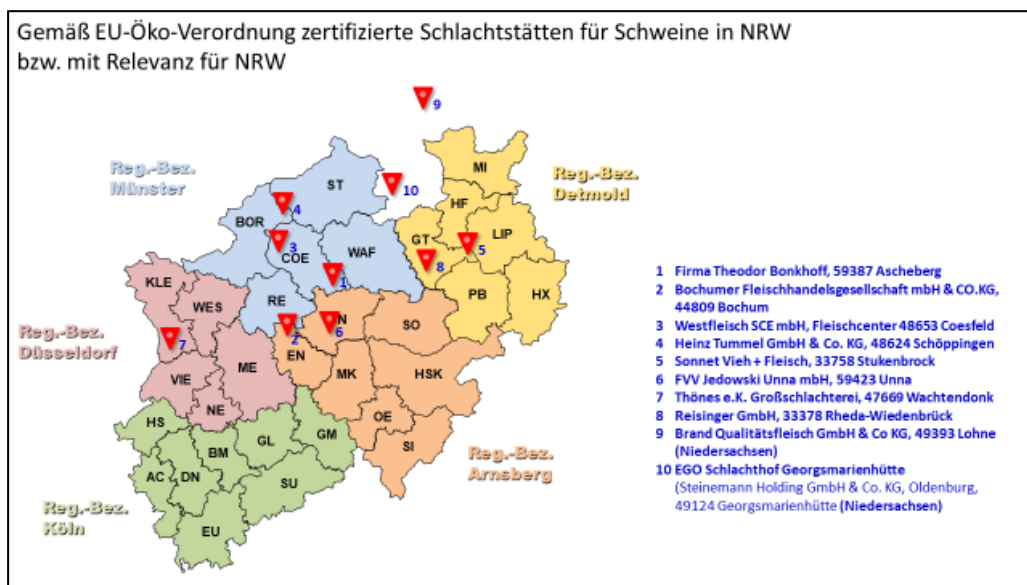 Gemäß EU-Öko-Verordnung zertifizierte Schlachtstätten für Schweine in NRW
bzw. mit Relevanz für NRW
9
Reg.-Bez.
Münster
ST
10
MI
Reg.-Bez.
Detmold
4
HF
BOR
3
COE
WAF
GT
LIP
5
8
KLE
1
PB
HX
WES
RE
Reg.-Bez.
Düsseldorf
7
2
N
6
SO
EN
ME
MK
HSK
VIE
NE
HS
OE
GM
GL
BM
SI
Reg.-Bez.
Arnsberg
AC
DN
SU
Reg.-Bez.
Köln
EU
1 Firma Theodor Bonkhoff, 59387 Ascheberg
2 Bochumer Fleischhandelsgesellschaft mbH & CO.KG,
44809 Bochum
3 Westfleisch SCE mbH, Fleischcenter 48653 Coesfeld
4 Heinz Tummel GmbH & Co. KG, 48624 Schöppingen
5 Sonnet Vieh + Fleisch, 33758 Stukenbrock
6 FVV Jedowski Unna mbH, 59423 Unna
7 Thönes e.K. Großschlachterei, 47669 Wachtendonk
8 Reisinger GmbH, 33378 Rheda-Wiedenbrück
9 Brand Qualitätsfleisch GmbH & Co KG, 49393 Lohne
(Niedersachsen)
10 EGO Schlachthof Georgsmarienhütte
(Steinemann Holding GmbH & Co. KG, Oldenburg,
49124 Georgsmarienhütte (Niedersachsen)